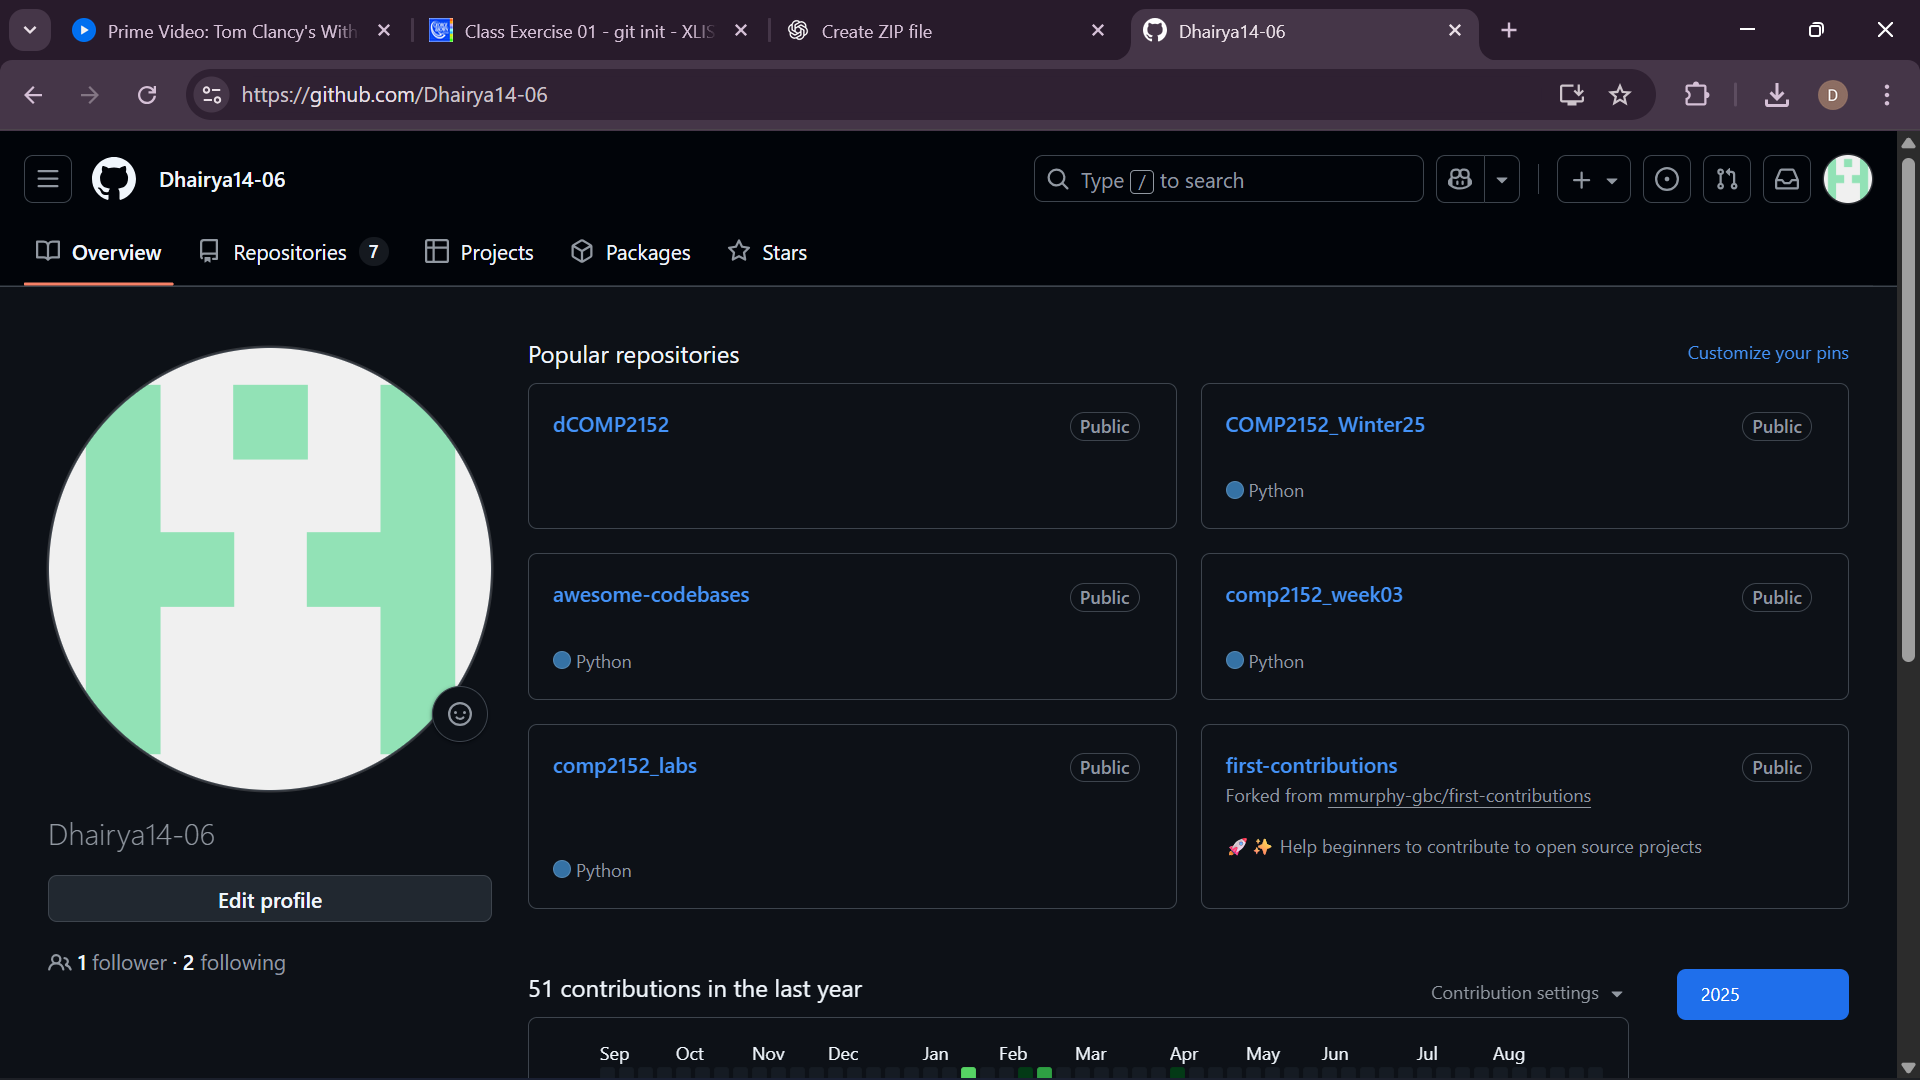 Prime Video: Tom Clancy's With
Class Exercise 01 - git init - XLIS
Create ZIP file
Dhairya14-06
https://github.com/Dhairya14-06
D
Dhairya14-06
Type / to search
Overview
Repositories 7
Projects
Packages
Stars
Popular repositories
Customize your pins
dCOMP2152
Public
COMP2152_Winter25
Public
Python
awesome-codebases
Public
Python
comp2152_week03
Public
Python
comp2152_labs
Public
Python
first-contributions
Public
Forked from mmurphy-gbc/first-contributions
🚀✨ Help beginners to contribute to open source projects
Dhairya14-06
Edit profile
1 follower · 2 following
51 contributions in the last year
Contribution settings
2025
Sep Oct Nov Dec Jan Feb Mar Apr May Jun Jul Aug